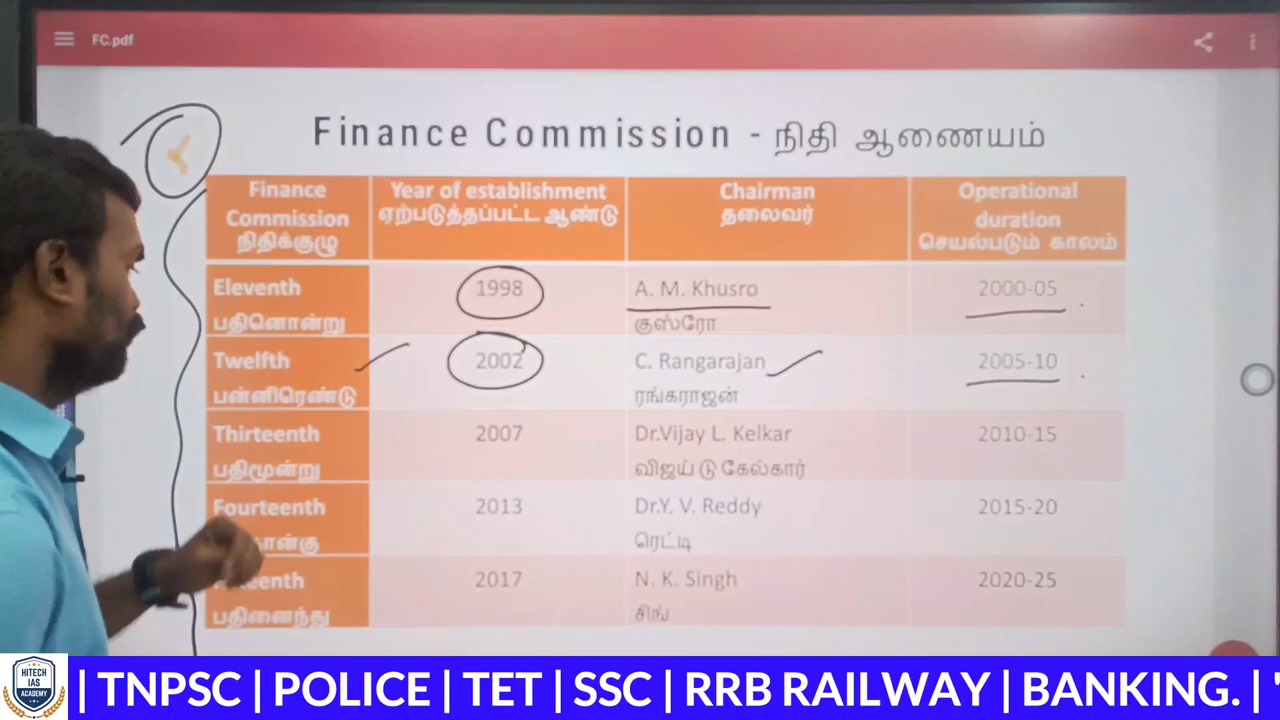 FC.pdf
Finance Commission - நிதி ஆணையம்
Finance Commission நிதிக்குழு
Year of establishment ஏற்படுத்தப்பட்ட ஆண்டு
Chairman தலைவர்
Operational duration செயல்படும் காலம்
Eleventh 1998 A. M. Khusro 2000-05
பதினொன்று குஸ்ரோ
Twelfth 2002 C. Rangarajan 2005-10
பன்னிரெண்டு ரங்கராஜன்
Thirteenth 2007 Dr.Vijay L. Kelkar 2010-15
பதிமூன்று விஜய் டு கேல்கார்
Fourteenth 2013 Dr.Y. V. Reddy 2015-20
ரெட்டி
2017 N. K. Singh 2020-25
பதினைந்து சிங்
HITECH
IAS
ACADEMY
| TNPSC | POLICE | TET | SSC | RRB RAILWAY | BANKING. |